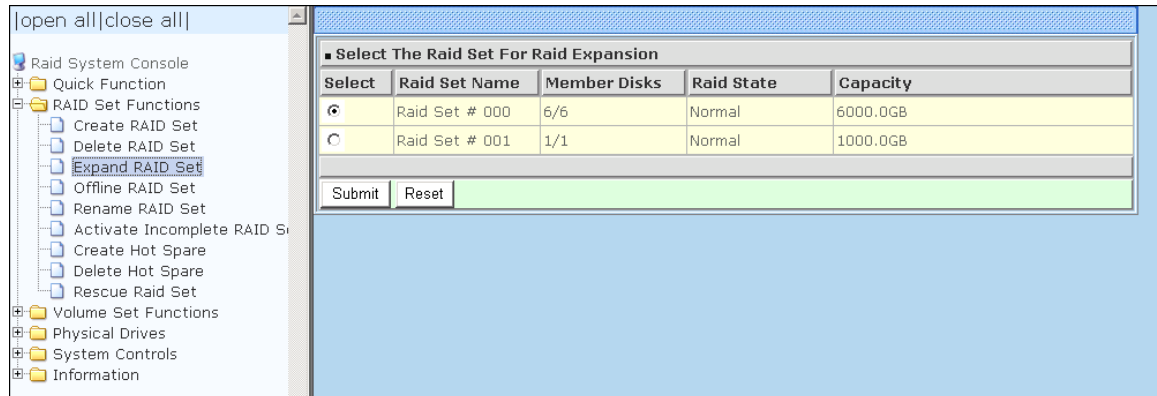 |open all|close all|
Raid System Console
Quick Function
RAID Set Functions
Create RAID Set
Delete RAID Set
Expand RAID Set
Offline RAID Set
Rename RAID Set
Activate Incomplete RAID S
Create Hot Spare
Delete Hot Spare
Rescue Raid Set
Volume Set Functions
Physical Drives
System Controls
Information
Select The Raid Set For Raid Expansion
Select Raid Set Name Member Disks Raid State Capacity
Raid Set # 000 6/6 Normal 6000.0GB
Raid Set # 001 1/1 Normal 1000.0GB
Submit Reset